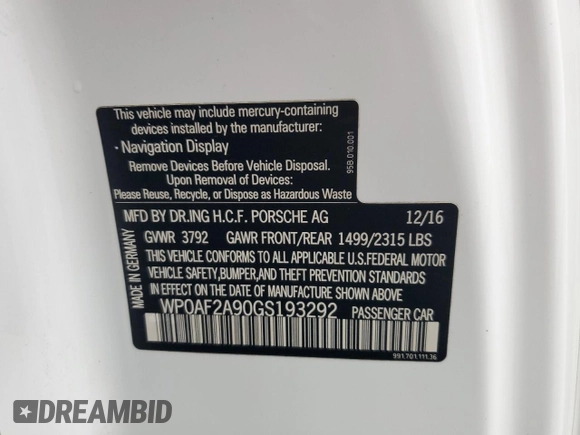 This vehicle may include mercury-containing
devices installed by the manufacturer:
• Navigation Display
Remove Devices Before Vehicle Disposal.
Upon Removal of Devices:
Please Reuse, Recycle, or Dispose as Hazardous Waste
95B.010.001
MFD BY DR.ING H.C.F. PORSCHE AG 12/16
GVWR 3792 GAWR FRONT/REAR 1499/2315 LBS
THIS VEHICLE CONFORMS TO ALL APPLICABLE U.S.FEDERAL MOTOR
VEHICLE SAFETY,BUMPER,AND THEFT PREVENTION STANDARDS
IN EFFECT ON THE DATE OF MANUFACTURE SHOWN ABOVE.
MADE IN GERMANY
WP0AF2A90GS193292 PASSENGER CAR
991.701.111.36
DREAMBID